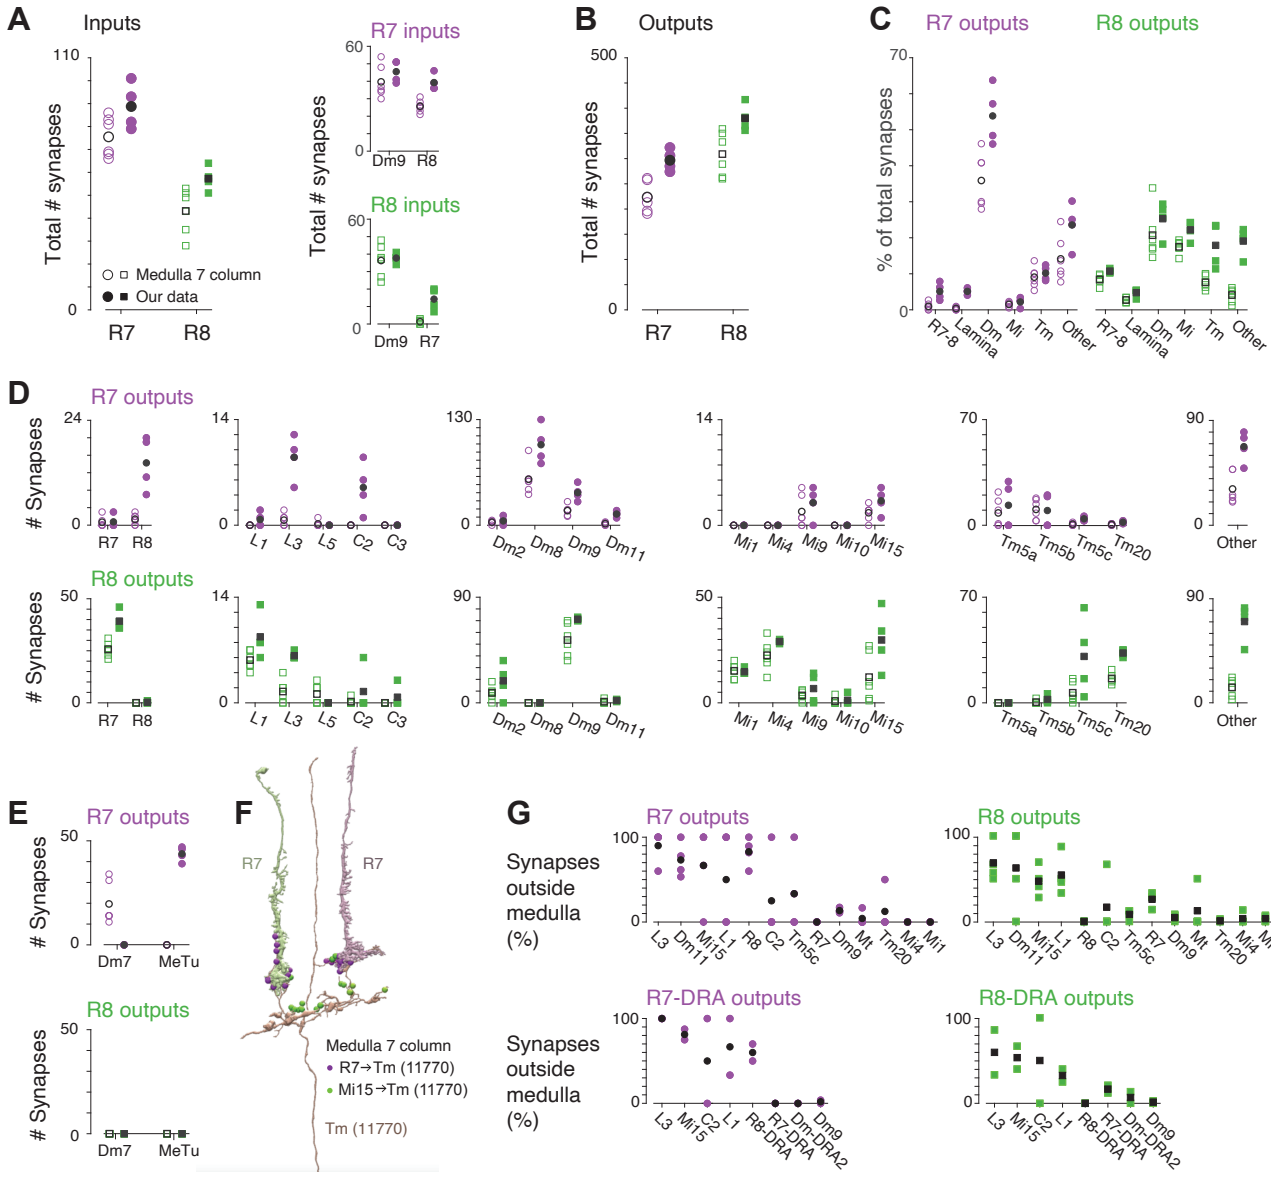 A
Inputs
110
0
Total # synapses
Medulla 7 column
Our data
R7
R8
R7 inputs
60
0
Dm9
R8
Total # synapses
R8 inputs
60
0
Dm9
R7
B
Outputs
500
0
Total # synapses
R7
R8
C
R7 outputs
R8 outputs
70
0
% of total synapses
R7-8
Lamina
Dm
Mi
Tm
Other
R7-8
Lamina
Dm
Mi
Tm
Other
D
R7 outputs
# Synapses
24
0
R7
R8
14
0
L1
L3
L5
C2
C3
130
0
Dm2
Dm8
Dm9
Dm11
14
0
Mi1
Mi4
Mi9
Mi10
Mi15
70
0
Tm5a
Tm5b
Tm5c
Tm20
90
0
Other
R8 outputs
# Synapses
50
0
R7
R8
14
0
L1
L3
L5
C2
C3
90
0
Dm2
Dm8
Dm9
Dm11
50
0
Mi1
Mi4
Mi9
Mi10
Mi15
70
0
Tm5a
Tm5b
Tm5c
Tm20
90
0
Other
E
R7 outputs
# Synapses
50
0
Dm7
MeTu
R8 outputs
# Synapses
50
0
Dm7
MeTu
F
R7
R7
Medulla 7 column
R7→Tm (11770)
Mi15→Tm (11770)
Tm (11770)
G
R7 outputs
Synapses
outside
medulla
(%)
100
0
L3
Dm11
Mi15
L1
R8
C2
Tm5c
R7
Dm9
Mt
Tm20
Mi4
Mi1
R8 outputs
100
0
L3
Dm11
Mi15
L1
R8
C2
Tm5c
R7
Dm9
Mt
Tm20
Mi4
R7-DRA outputs
Synapses
outside
medulla
(%)
100
0
L3
Mi15
C2
L1
R8-DRA
R7-DRA
Dm-DRA2
Dm9
R8-DRA outputs
100
0
L3
Mi15
C2
L1
R8-DRA
R7-DRA
Dm-DRA2
Dm9